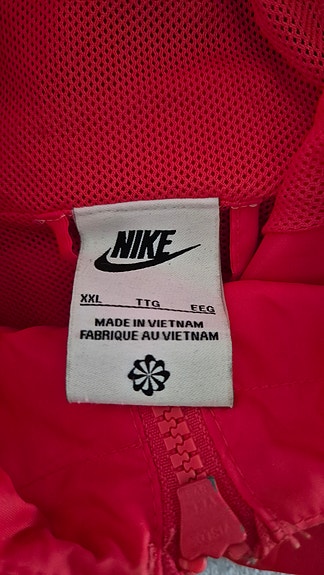 NIKE
XXL TTG EEG
MADE IN VIETNAM
FABRIQUE AU VIETNAM